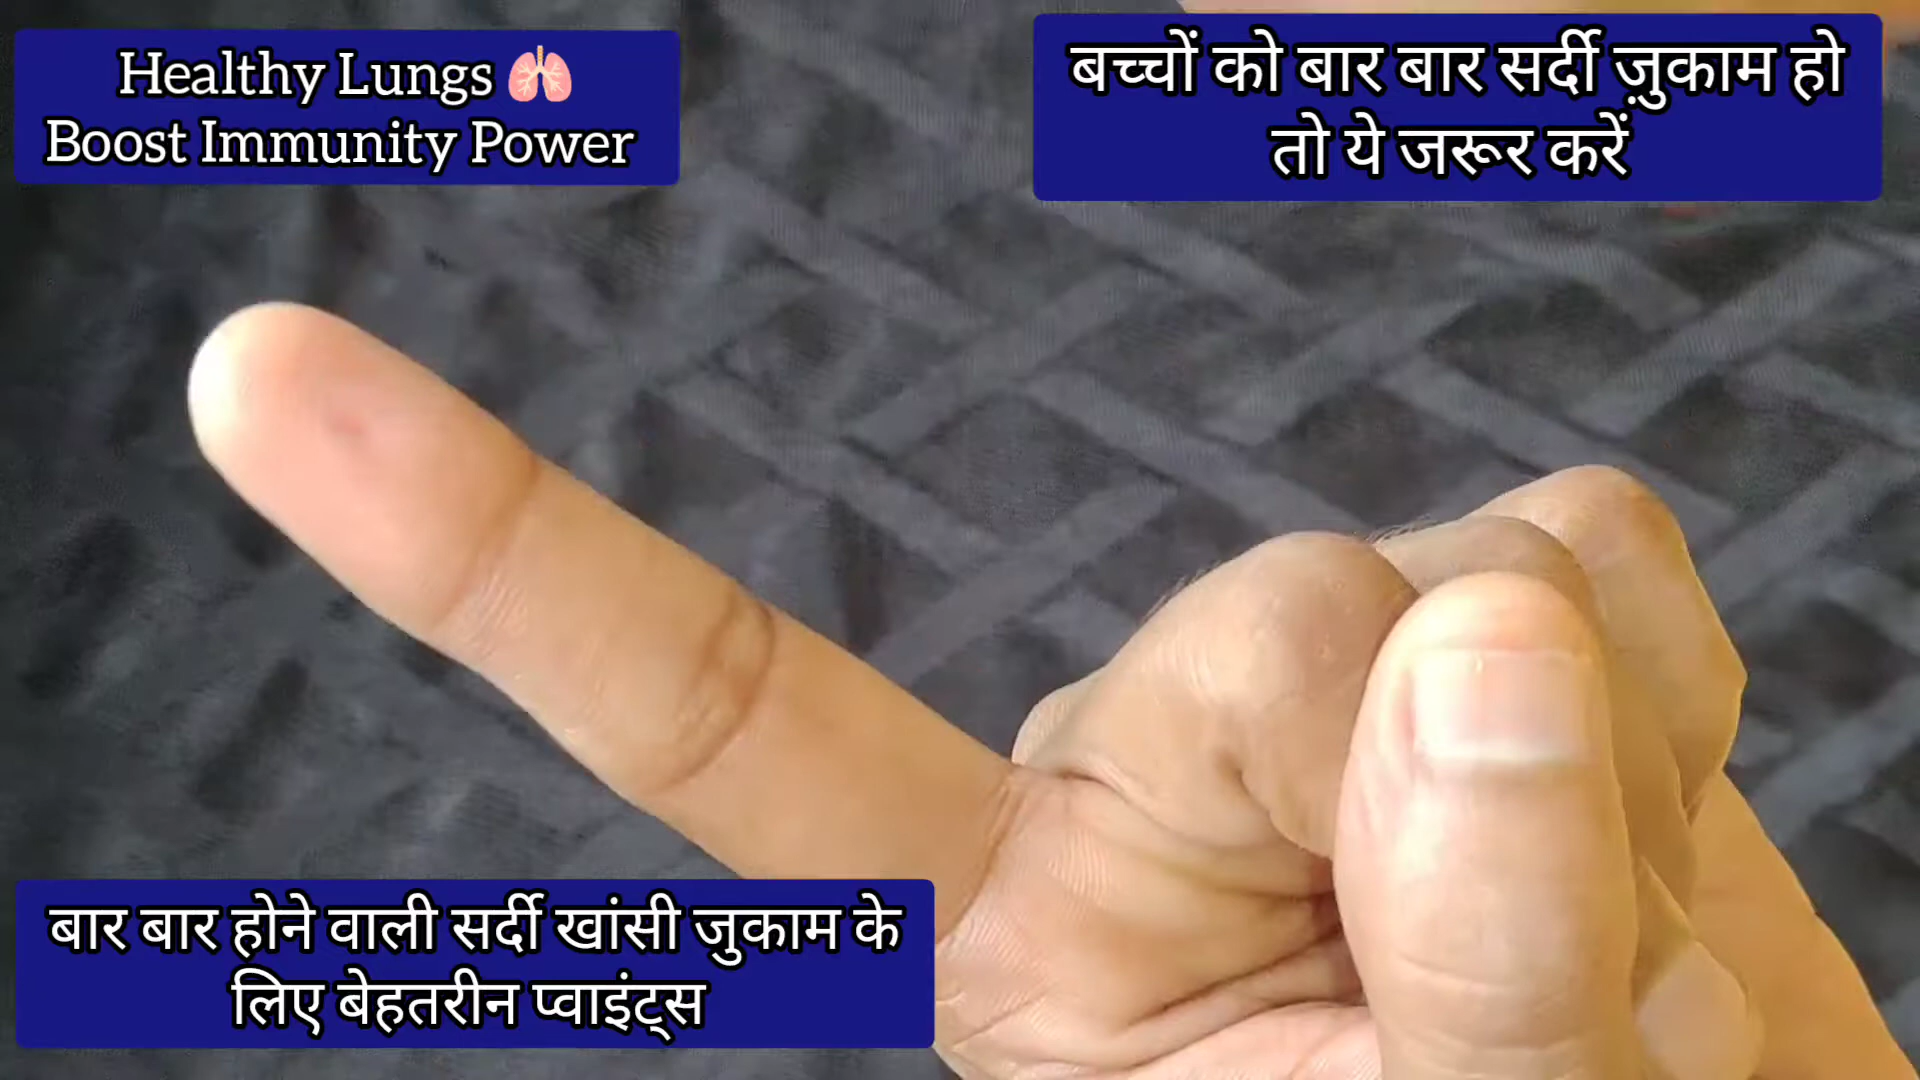 Healthy Lungs 🫁
Boost Immunity Power
बच्चों को बार बार सर्दी ज़ुकाम हो
तो ये जरूर करें
बार बार होने वाली सर्दी खांसी जुकाम के
लिए बेहतरीन प्वाइंट्स